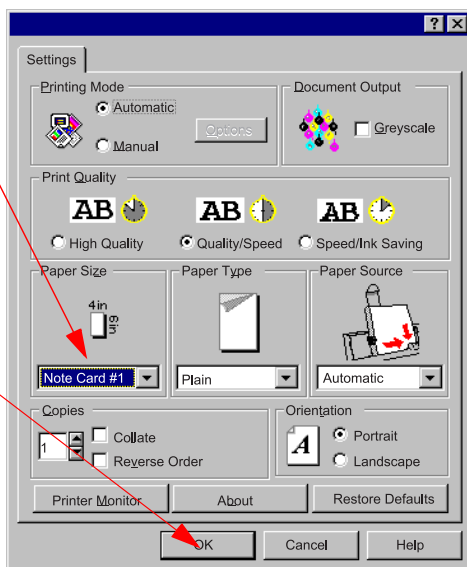 ? ×
Settings
Printing Mode
Automatic
Options
Manual
Document Output
Greyscale
Print Quality
AB AB AB
High Quality Quality/Speed Speed/Ink Saving
Paper Size Paper Type Paper Source
4in
6in
Note Card #1 Plain Automatic
Copies
1
Collate
Reverse Order
Orientation
A
Portrait
Landscape
Printer Monitor About Restore Defaults
OK Cancel Help